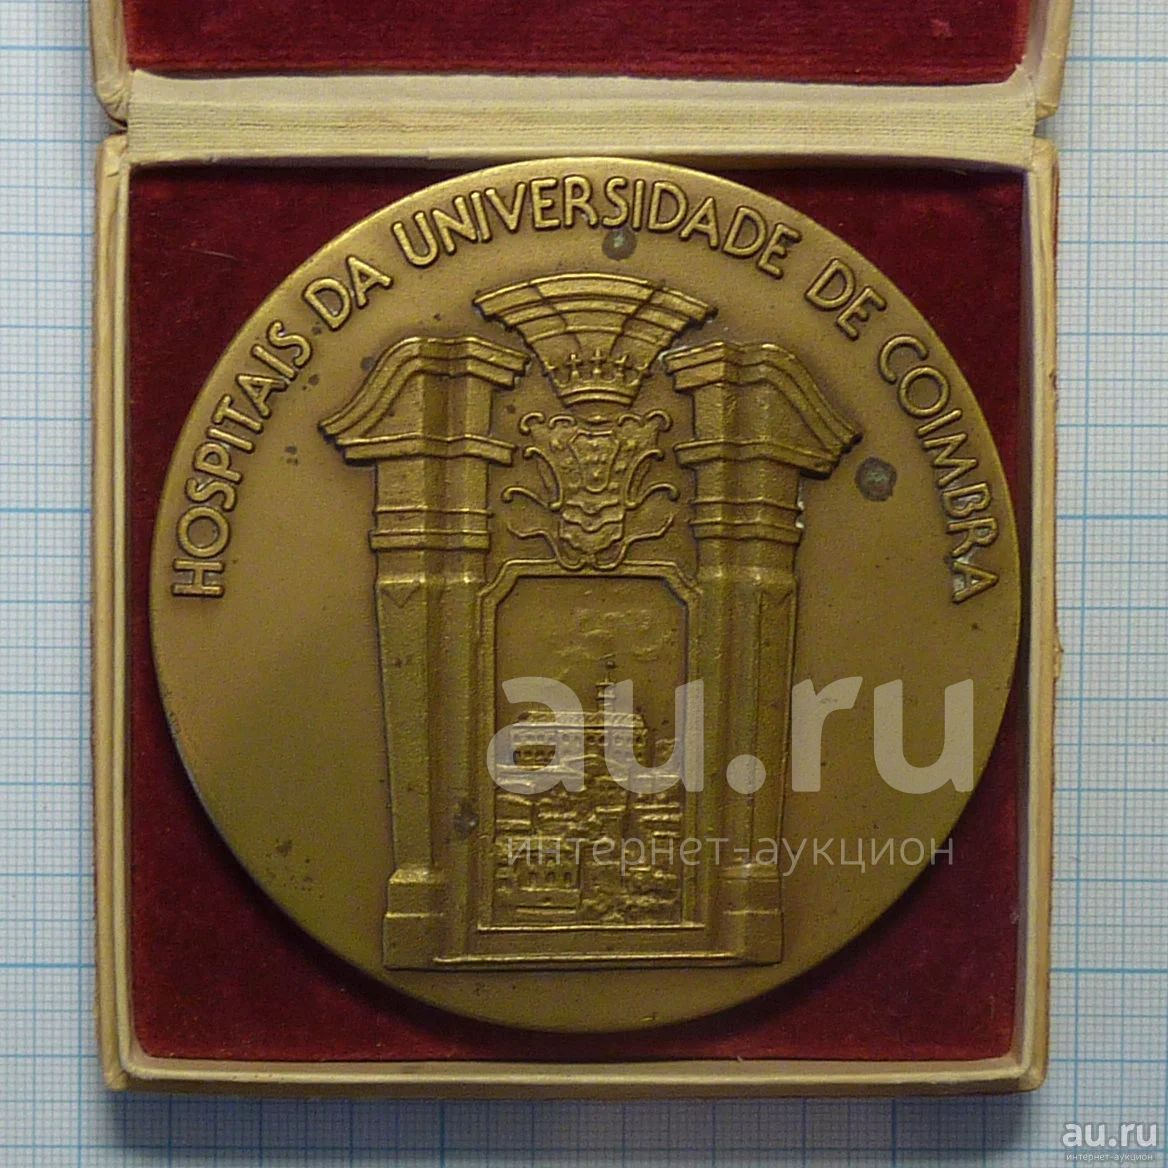 HOSPITAIS DA UNIVERSIDADE DE COIMBRA
au.ru
интернет-аукцион
au.ru
интернет-аукцион